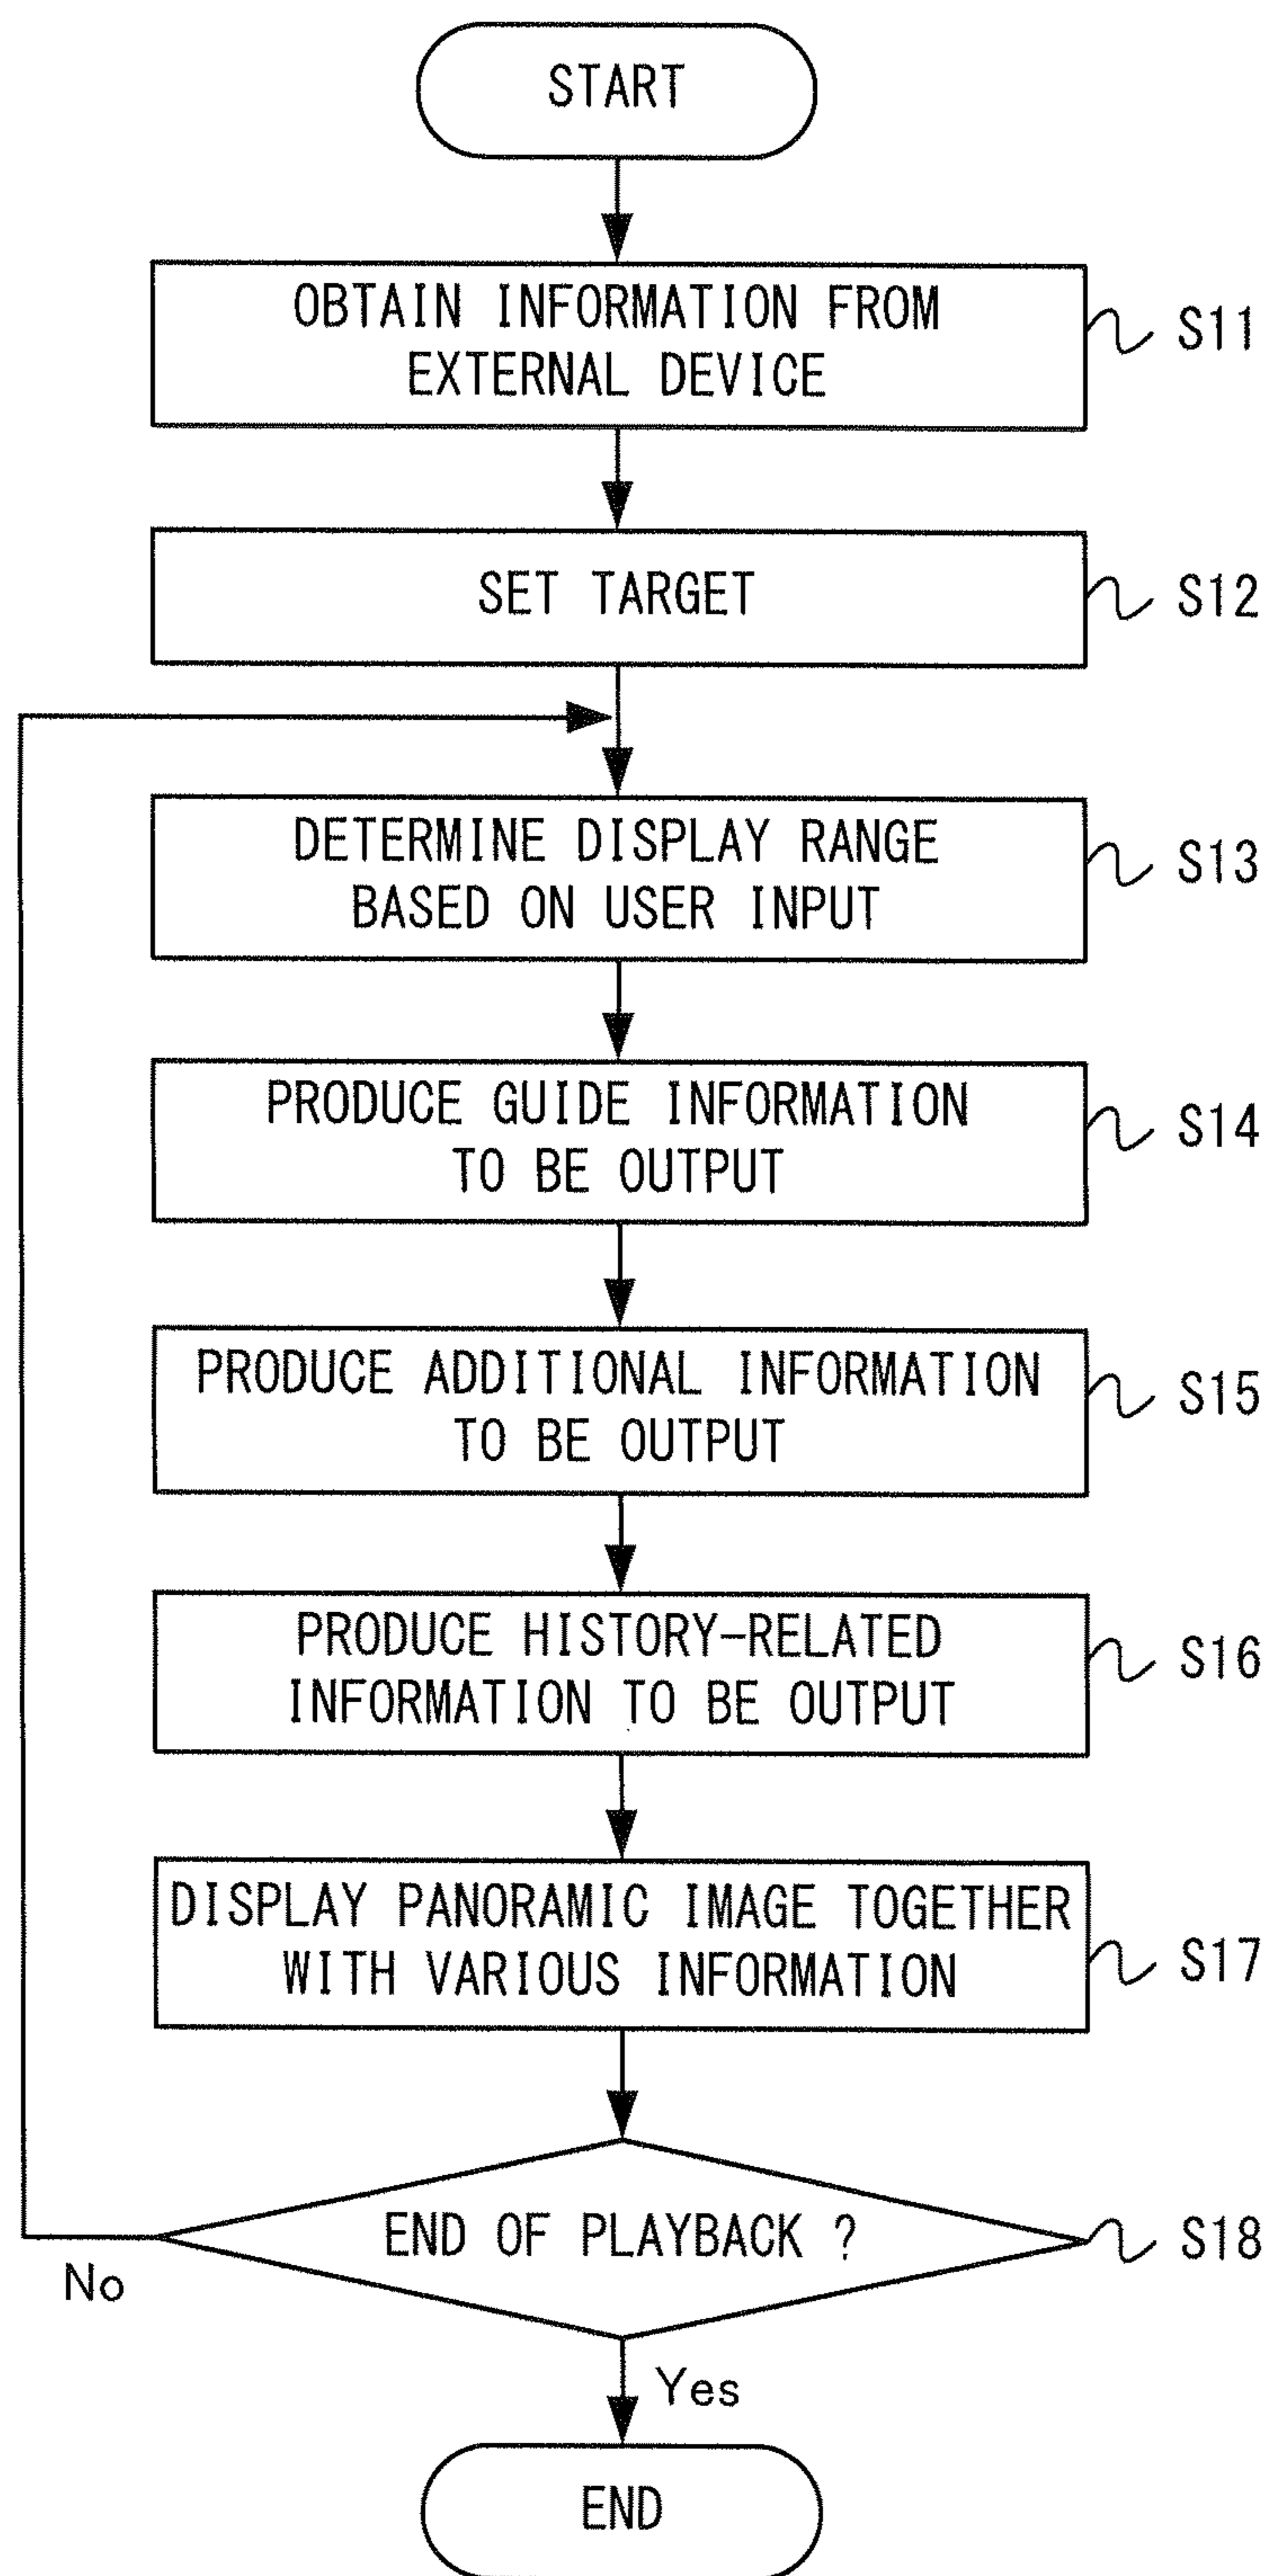 START
OBTAIN INFORMATION FROM
EXTERNAL DEVICE
S11
SET TARGET
S12
DETERMINE DISPLAY RANGE
BASED ON USER INPUT
S13
PRODUCE GUIDE INFORMATION
TO BE OUTPUT
S14
PRODUCE ADDITIONAL INFORMATION
TO BE OUTPUT
S15
PRODUCE HISTORY-RELATED
INFORMATION TO BE OUTPUT
S16
DISPLAY PANORAMIC IMAGE TOGETHER
WITH VARIOUS INFORMATION
S17
END OF PLAYBACK ?
S18
No
Yes
END